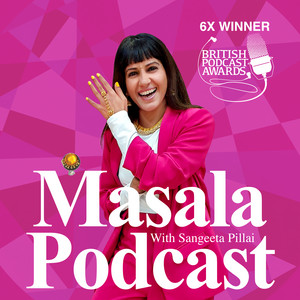 6X WINNER
BRITISH
PODCAST
AWARDS
Masala
With Sangeeta Pillai
Podcast